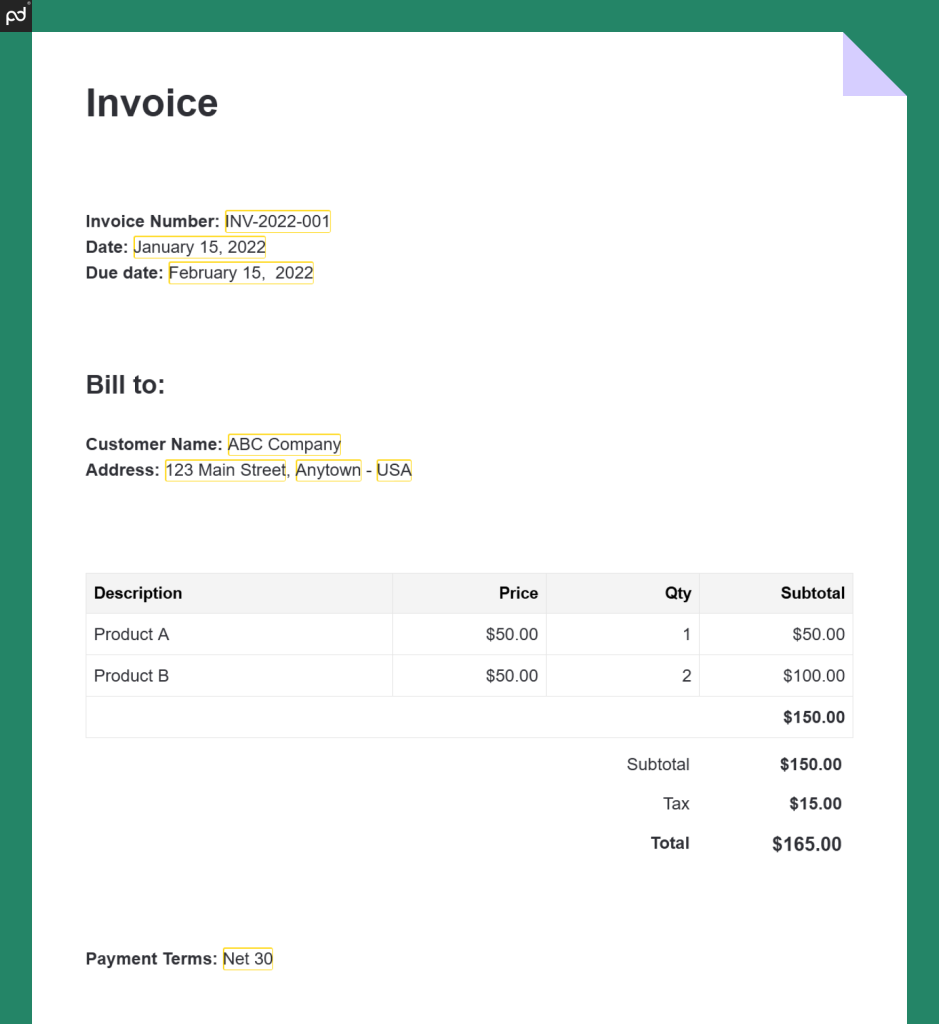 pd
Invoice
Invoice Number: INV-2022-001
Date: January 15, 2022
Due date: February 15,  2022
Bill to:
Customer Name: ABC Company
Address: 123 Main Street, Anytown - USA
Description Price Qty Subtotal
Product A $50.00 1 $50.00
Product B $50.00 2 $100.00
$150.00
Subtotal $150.00
Tax $15.00
Total $165.00
Payment Terms: Net 30